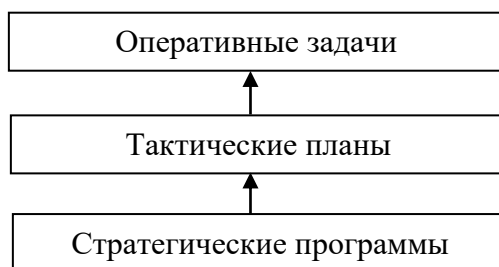 Оперативные задачи
Тактические планы
Стратегические программы